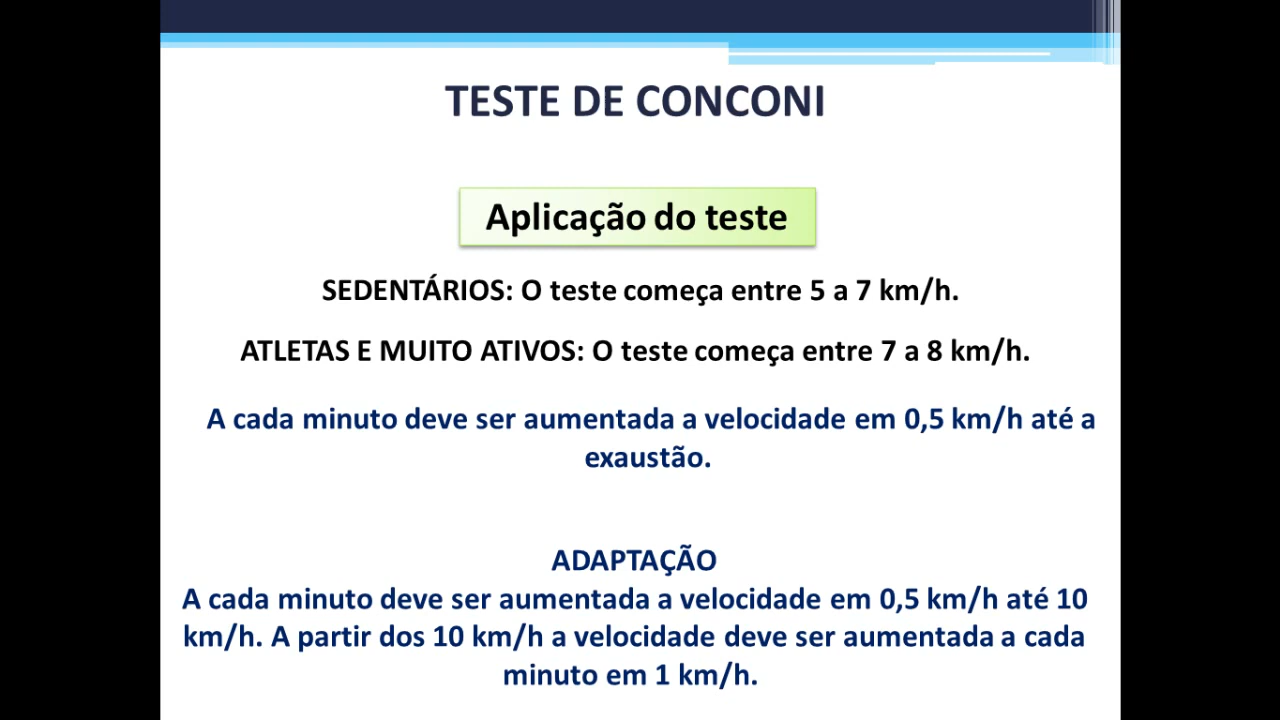 TESTE DE CONCONI
Aplicação do teste
SEDENTÁRIOS: O teste começa entre 5 a 7 km/h.
ATLETAS E MUITO ATIVOS: O teste começa entre 7 a 8 km/h.
A cada minuto deve ser aumentada a velocidade em 0,5 km/h até a
exaustão.
ADAPTAÇÃO
A cada minuto deve ser aumentada a velocidade em 0,5 km/h até 10
km/h. A partir dos 10 km/h a velocidade deve ser aumentada a cada
minuto em 1 km/h.